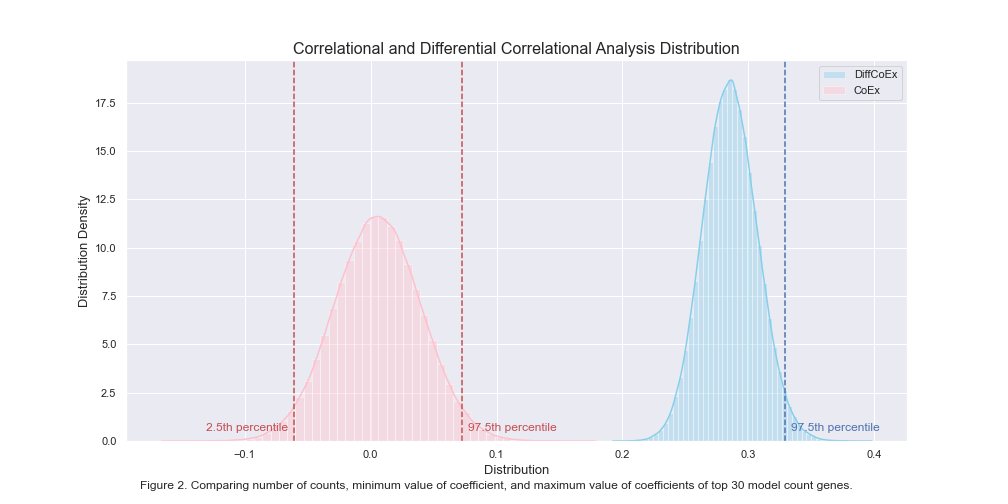 Correlational and Differential Correlational Analysis Distribution
DiffCoEx
CoEx
17.5
15.0
12.5
10.0
7.5
5.0
2.5
0.0
Distribution Density
2.5th percentile
97.5th percentile
97.5th percentile
−0.1
0.0
0.1
0.2
0.3
0.4
Distribution
Figure 2. Comparing number of counts, minimum value of coefficient, and maximum value of coefficients of top 30 model count genes.